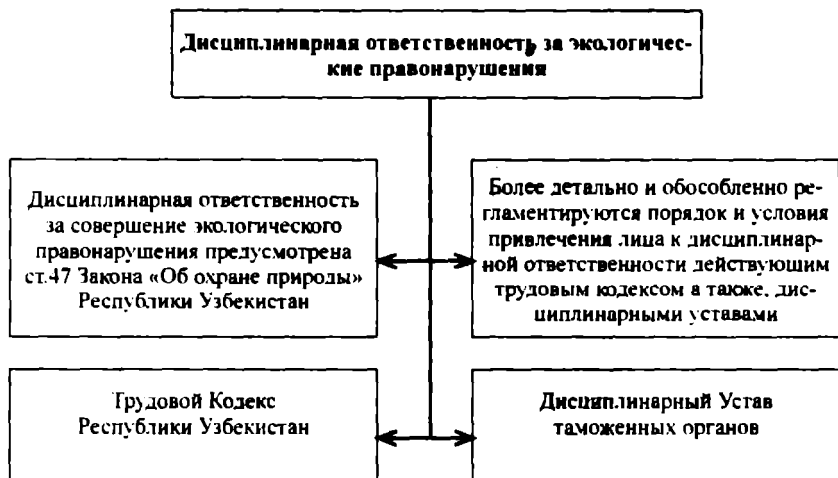 Дисциплинарная ответственность за экологичес-
кие правонарушения
Дисциплинарная ответственность
за совершение экологического
правонарушения предусмотрена
ст.47 Закона «Об охране природы»
Республики Узбекистан
Более детально и обособленно ре-
гламентируются порядок и условия
привлечения лица к дисциплинар-
ной ответственности действующим
трудовым кодексом а также, дис-
циплинарными уставами
Трудовой Кодекс
Республики Узбекистан
Дисциплинарный Устав
таможенных органов